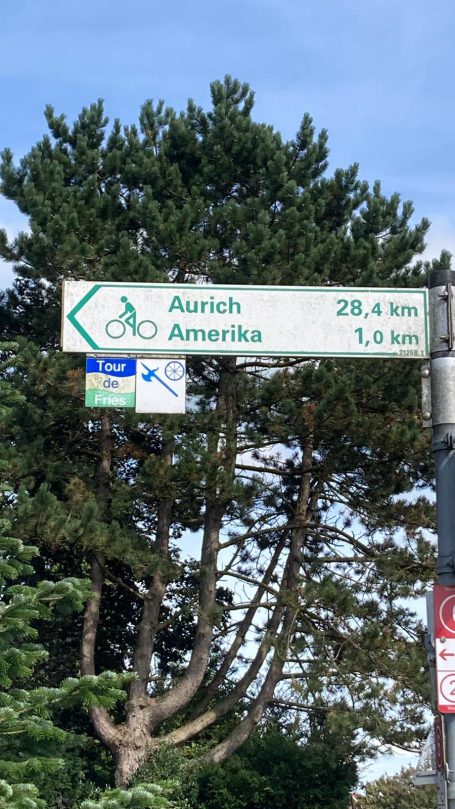 Aurich 28,4 km
Amerika 1,0 km
Tour
de
Fries